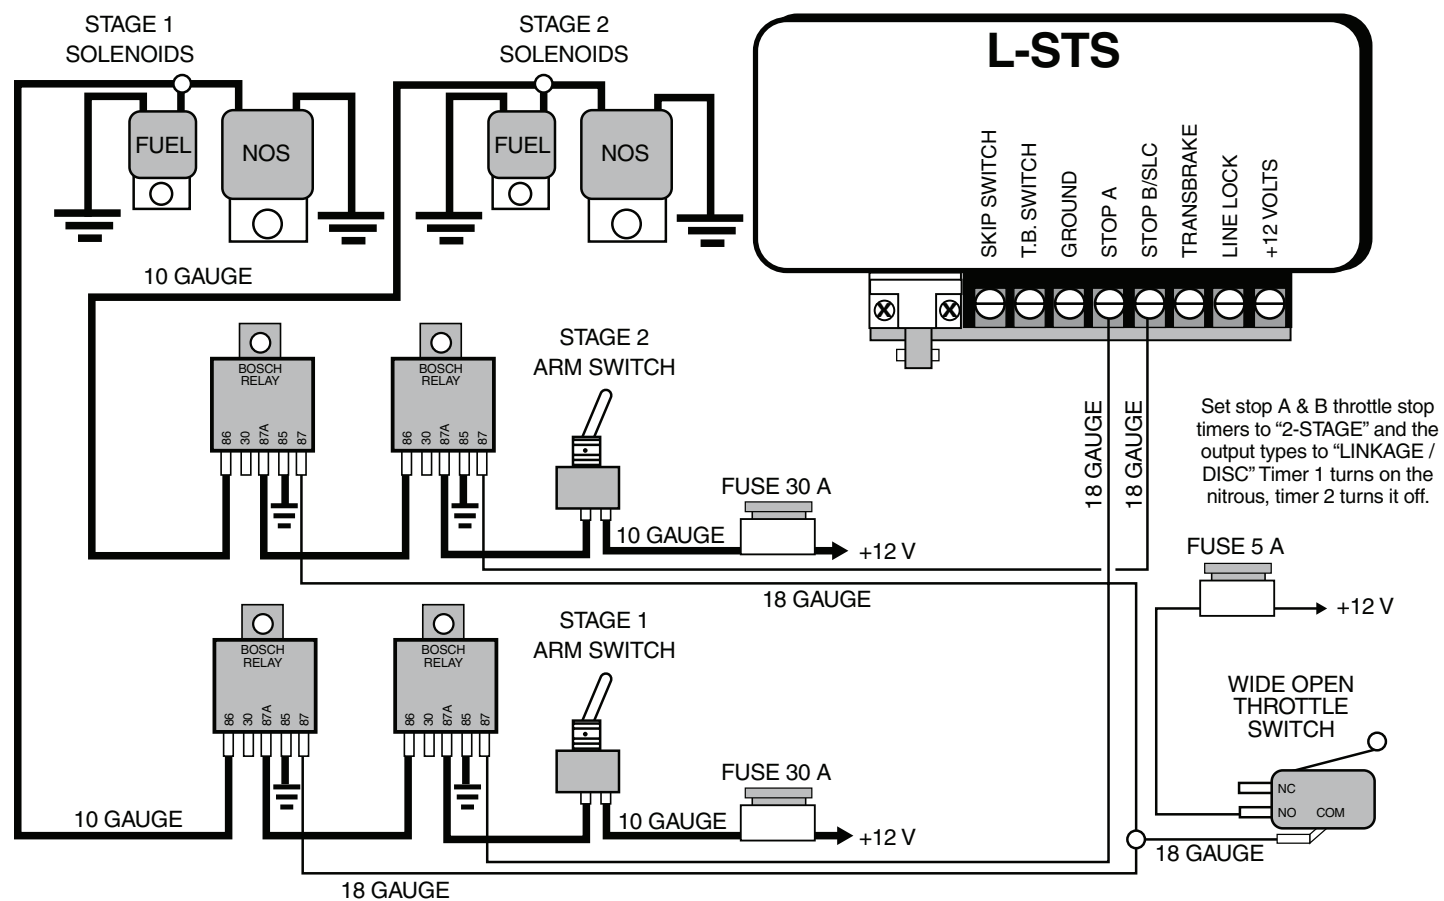 STAGE 1
SOLENOIDS
STAGE 2
SOLENOIDS
L-STS
FUEL
NOS
FUEL
NOS
SKIP SWITCH
T.B. SWITCH
GROUND
STOP A
STOP B/SLC
TRANSBRAKE
LINE LOCK
+12 VOLTS
10 GAUGE
BOSCH
RELAY
86
30
87A
85
87
BOSCH
RELAY
86
30
87A
85
87
STAGE 2
ARM SWITCH
FUSE 30 A
10 GAUGE
+12 V
18 GAUGE
18 GAUGE
Set stop A & B throttle stop
timers to “2-STAGE” and the
output types to “LINKAGE /
DISC” Timer 1 turns on the
nitrous, timer 2 turns it off.
FUSE 5 A
+12 V
18 GAUGE
BOSCH
RELAY
86
30
87A
85
87
BOSCH
RELAY
86
30
87A
85
87
STAGE 1
ARM SWITCH
FUSE 30 A
10 GAUGE
+12 V
WIDE OPEN
THROTTLE
SWITCH
NC
NO
COM
10 GAUGE
18 GAUGE
18 GAUGE